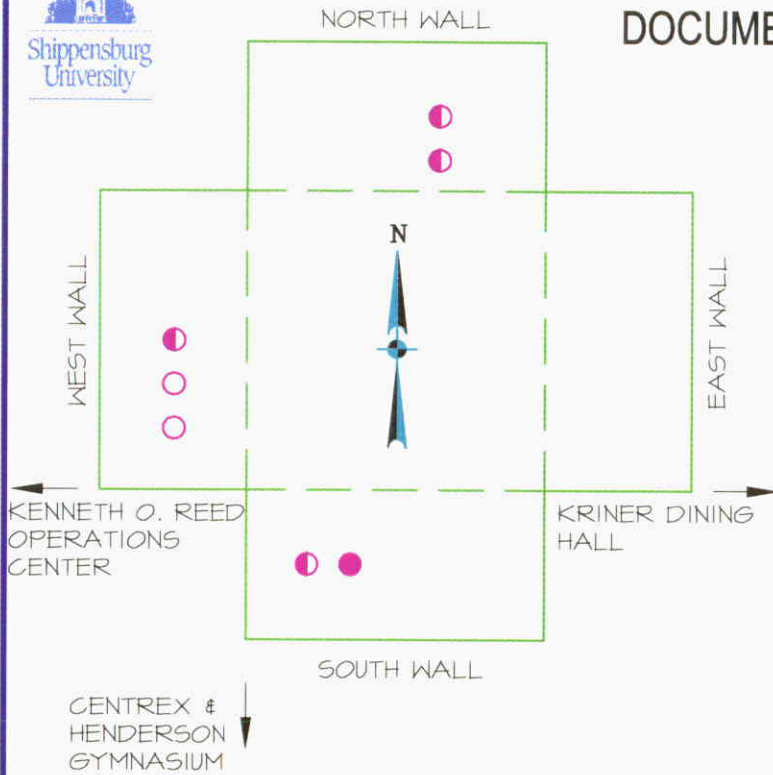 NORTH WALL
Shippensburg
University
N
WEST WALL
EAST WALL
KENNETH O. REED
OPERATIONS
CENTER
KRINER DINING
HALL
SOUTH WALL
CENTREX &
HENDERSON
GYMNASIUM